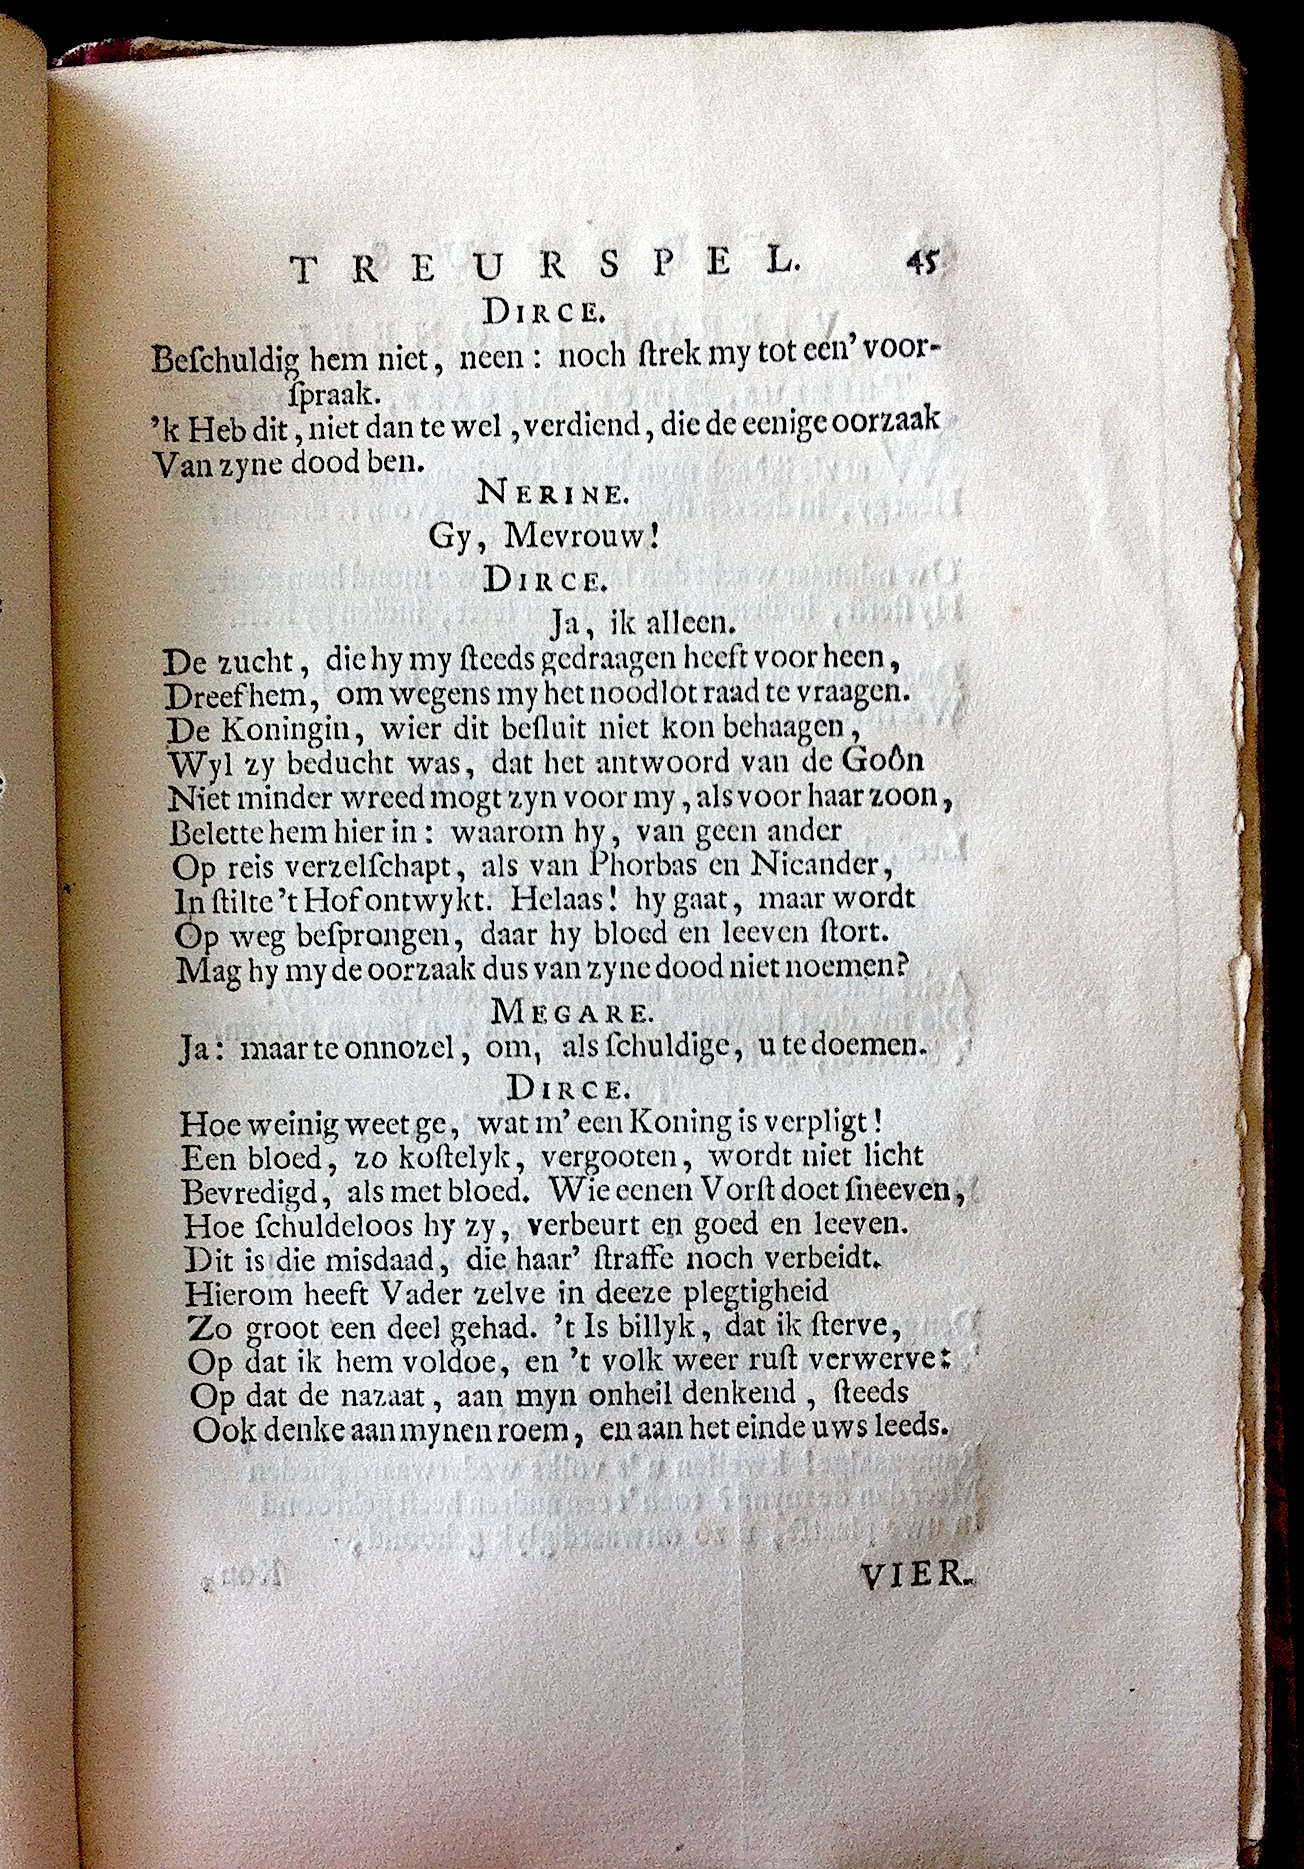 TREURSPEL. 45
DIRCE.
Beſchuldig hem niet, neen: noch ſtrek my tot een' voor-
ſpraak.
'k Heb dit, niet dan te wel, verdiend, die de eenige oorzaak
Van zyne dood ben.
NERINE.
Gy, Mevrouw!
DIRCE.
Ja, ik alleen.
De zucht, die hy my ſteeds gedraagen heeft voor heen,
Dreef hem, om wegens my het noodlot raad te vraagen.
De Koningin, wier dit beſluit niet kon behaagen,
Wyl zy beducht was, dat het antwoord van de Goôn
Niet minder wreed mogt zyn voor my, als voor haar zoon,
Belette hem hier in: waarom hy, van geen ander
Op reis verzelſchapt, als van Phorbas en Nicander,
In ſtilte 't Hof ontwykt. Helaas! hy gaat, maar wordt
Op weg beſprongen, daar hy bloed en leeven ſtort.
Mag hy my de oorzaak dus van zyne dood niet noemen?
MEGARE.
Ja: maar te onnozel, om, als ſchuldige, u te doemen.
DIRCE.
Hoe weinig weet ge, wat m' een Koning is verpligt!
Een bloed, zo koſtelyk, vergooten, wordt niet licht
Bevredigd, als met bloed. Wie eenen Vorſt doet ſneeven,
Hoe ſchuldeloos hy zy, verbeurt en goed en leeven.
Dit is die misdaad, die haar' ſtraffe noch verbeidt.
Hierom heeft Vader zelve in deeze plegtigheid
Zo groot een deel gehad. 't Is billyk, dat ik ſterve,
Op dat ik hem voldoe, en 't volk weer ruſt verwerve:
Op dat de nazaat, aan myn onheil denkend, ſteeds
Ook denke aan mynen roem, en aan het einde uws leeds.
VIER-